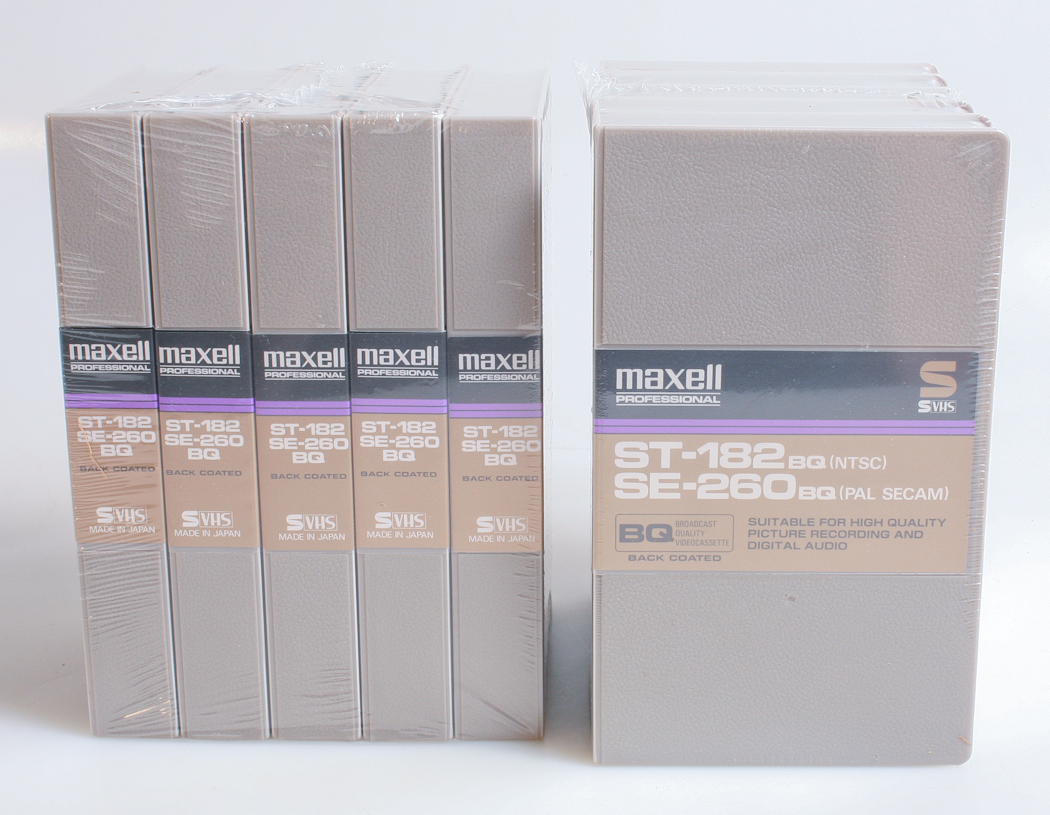 maxell
PROFESSIONAL
ST-182
SE-260
BQ
BACK COATED
S VHS
MADE IN JAPAN
maxell
PROFESSIONAL
ST-182
SE-260
BQ
BACK COATED
S VHS
MADE IN JAPAN
maxell
PROFESSIONAL
ST-182
SE-260
BQ
BACK COATED
S VHS
MADE IN JAPAN
maxell
PROFESSIONAL
ST-182
SE-260
BQ
BACK COATED
S VHS
MADE IN JAPAN
maxell
PROFESSIONAL
ST-182
SE-260
BQ
BACK COATED
S VHS
MADE IN JAPAN
maxell
PROFESSIONAL
S
S VHS
ST-182 BQ (NTSC)
SE-260 BQ (PAL SECAM)
BQ BROADCAST
QUALITY
VIDEOCASSETTE
BACK COATED
SUITABLE FOR HIGH QUALITY
PICTURE RECORDING AND
DIGITAL AUDIO